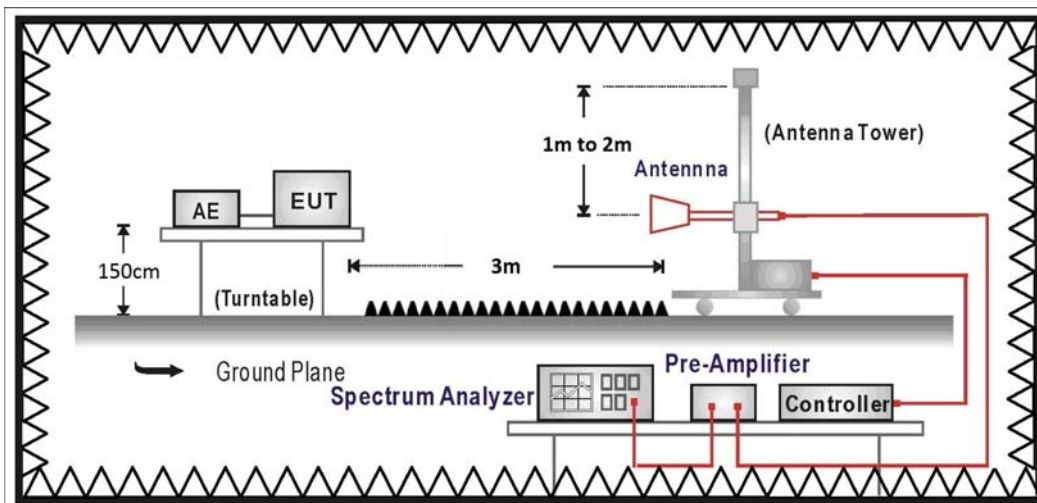 1m to 2m
(Antenna Tower)
Antennna
AE
EUT
150cm
3m
(Turntable)
Ground Plane
Pre-Amplifier
Spectrum Analyzer
Controller